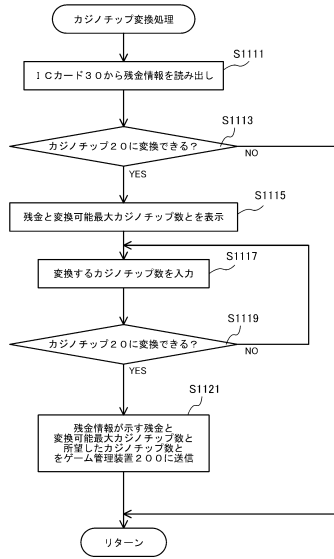 カジノチップ変換処理
S1111
ICカード30から残金情報を読み出し
S1113
カジノチップ20に変換できる?
NO
YES
S1115
残金と変換可能最大カジノチップ数とを表示
S1117
変換するカジノチップ数を入力
S1119
カジノチップ20に変換できる?
NO
YES
S1121
残金情報が示す残金と
変換可能最大カジノチップ数と
所望したカジノチップ数と
をゲーム管理装置200に送信
リターン